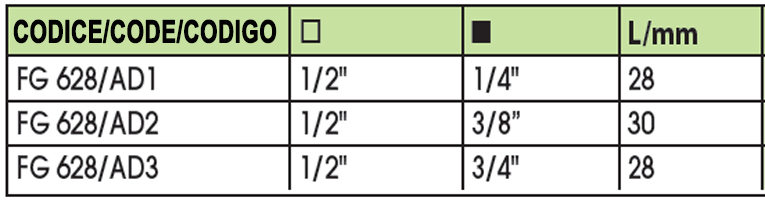 CODICE/CODE/CODIGO □ ■ L/mm
FG 628/AD1 1/2" 1/4" 28
FG 628/AD2 1/2" 3/8” 30
FG 628/AD3 1/2" 3/4" 28